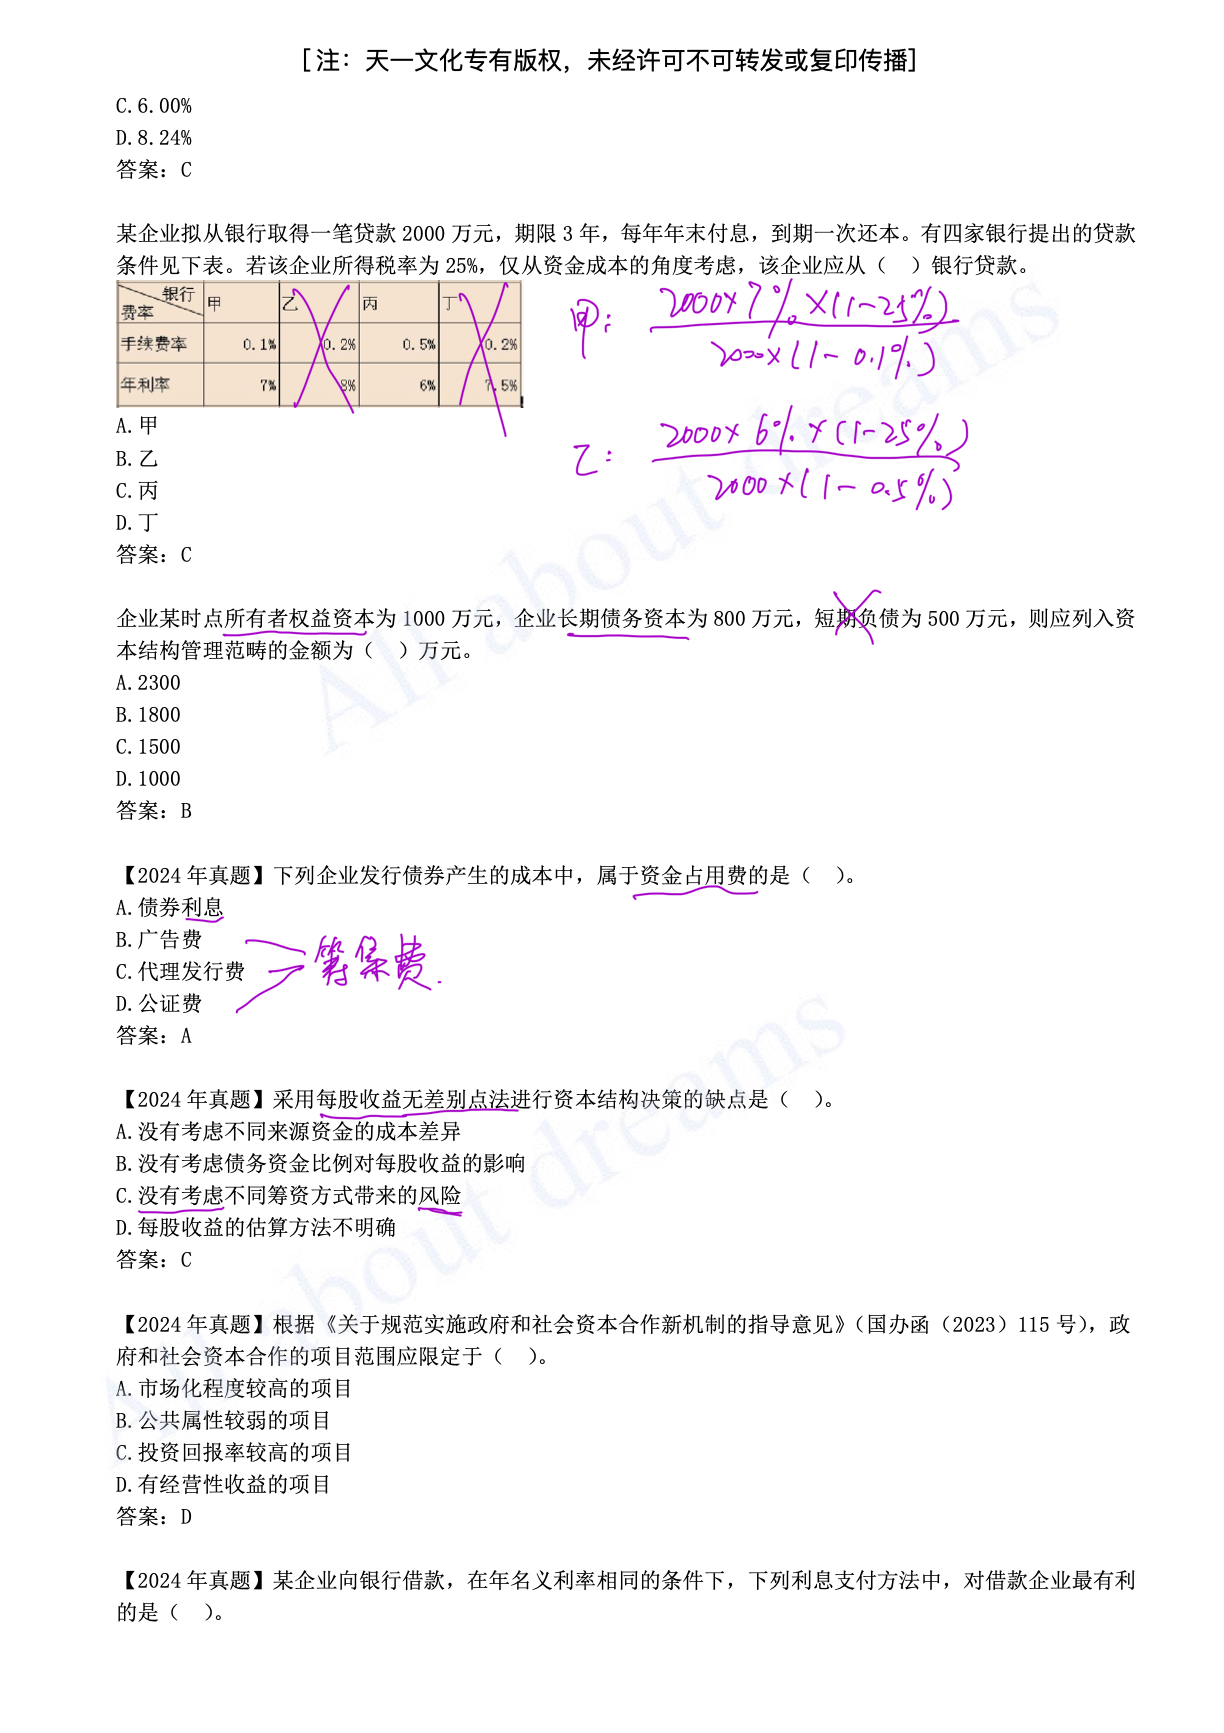 [注：天一文化专有版权，未经许可不可转发或复印传播]
C.6.00%
D.8.24%
答案：C
某企业拟从银行取得一笔贷款 2000 万元，期限 3 年，每年年末付息，到期一次还本。有四家银行提出的贷款
条件见下表。若该企业所得税率为 25%，仅从资金成本的角度考虑，该企业应从（　）银行贷款。
银行 费率 甲 乙 丙 丁
手续费率 0.1% 0.2% 0.5% 0.2%
年利率 7% 8% 6% 7.5%
甲： 2000×7%×(1-25%)
2000×(1-0.1%)
乙： 2000×6%×(1-25%)
2000×(1-0.5%)
A.甲
B.乙
C.丙
D.丁
答案：C
企业某时点所有者权益资本为 1000 万元，企业长期债务资本为 800 万元，短期负债为 500 万元，则应列入资
本结构管理范畴的金额为（　）万元。
A.2300
B.1800
C.1500
D.1000
答案：B
【2024 年真题】下列企业发行债券产生的成本中，属于资金占用费的是（　）。
A.债券利息
B.广告费
C.代理发行费
D.公证费
筹集费.
答案：A
【2024 年真题】采用每股收益无差别点法进行资本结构决策的缺点是（　）。
A.没有考虑不同来源资金的成本差异
B.没有考虑债务资金比例对每股收益的影响
C.没有考虑不同筹资方式带来的风险
D.每股收益的估算方法不明确
答案：C
【2024 年真题】根据《关于规范实施政府和社会资本合作新机制的指导意见》（国办函（2023）115 号），政
府和社会资本合作的项目范围应限定于（　）。
A.市场化程度较高的项目
B.公共属性较弱的项目
C.投资回报率较高的项目
D.有经营性收益的项目
答案：D
【2024 年真题】某企业向银行借款，在年名义利率相同的条件下，下列利息支付方法中，对借款企业最有利
的是（　）。
All about dreams
All about dreams